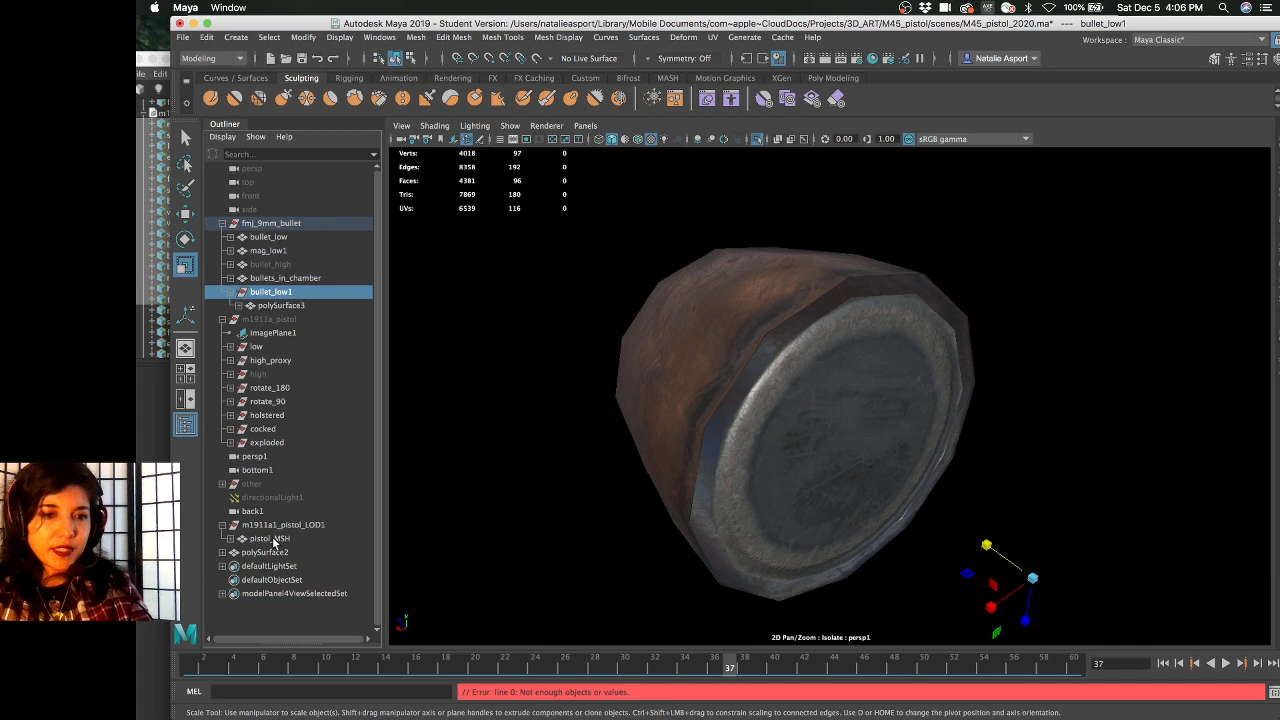 Maya Window 100% Sat Dec 5 4:06 PM
Autodesk Maya 2019 - Student Version: /scenes/natalieasport/Library/Mobile Documents/com~apple~CloudDocs/Projects/3D_ART/M45_pistol/scenes/M45_pistol_2020.ma* --- bullet_low1
File Edit Create Select Modify Display Windows Mesh Edit Mesh Mesh Tools Mesh Display Curves Surfaces Deform UV Generate Cache Help Workspace : Maya Classic*
Modeling No Live Surface Symmetry: Off Natalie Asport
Curves / Surfaces Sculpting Rigging Animation Rendering FX FX Caching Custom Bifrost MASH Motion Graphics XGen Poly Modeling
Outliner
Display Show Help
Search...
persp
top
front
side
fmj_9mm_bullet
bullet_low
mag_low1
bullet_high
bullets_in_chamber
bullet_low1
polySurface3
m1911a_pistol
imagePlane1
low
high_proxy
high
rotate_180
rotate_90
holstered
cocked
exploded
persp1
bottom1
other
directionalLight1
back1
m1911a1_pistol_LOD1
pistol_MSH
polySurface2
defaultLightSet
defaultObjectSet
modelPanel4ViewSelectedSet
View Shading Lighting Show Renderer Panels
0.00 1.00 sRGB gamma
Verts: 4018 97 0
Edges: 8358 192 0
Faces: 4381 96 0
Tris: 7869 180 0
UVs: 6539 116 0
2D Pan/Zoom : Isolate : persp1
2 4 6 8 10 12 14 16 18 20 22 24 26 28 30 32 34 36 37 38 40 42 44 46 48 50 52 54 56 58 60 37
MEL // Error: line 0: Not enough objects or values.
Scale Tool: Use manipulator to scale object(s). Shift+drag manipulator axis or plane handles to extrude components or clone objects. Ctrl+Shift+LMB+drag to constrain scaling to connected edges. Use D or HOME to change the pivot position and axis orientation.